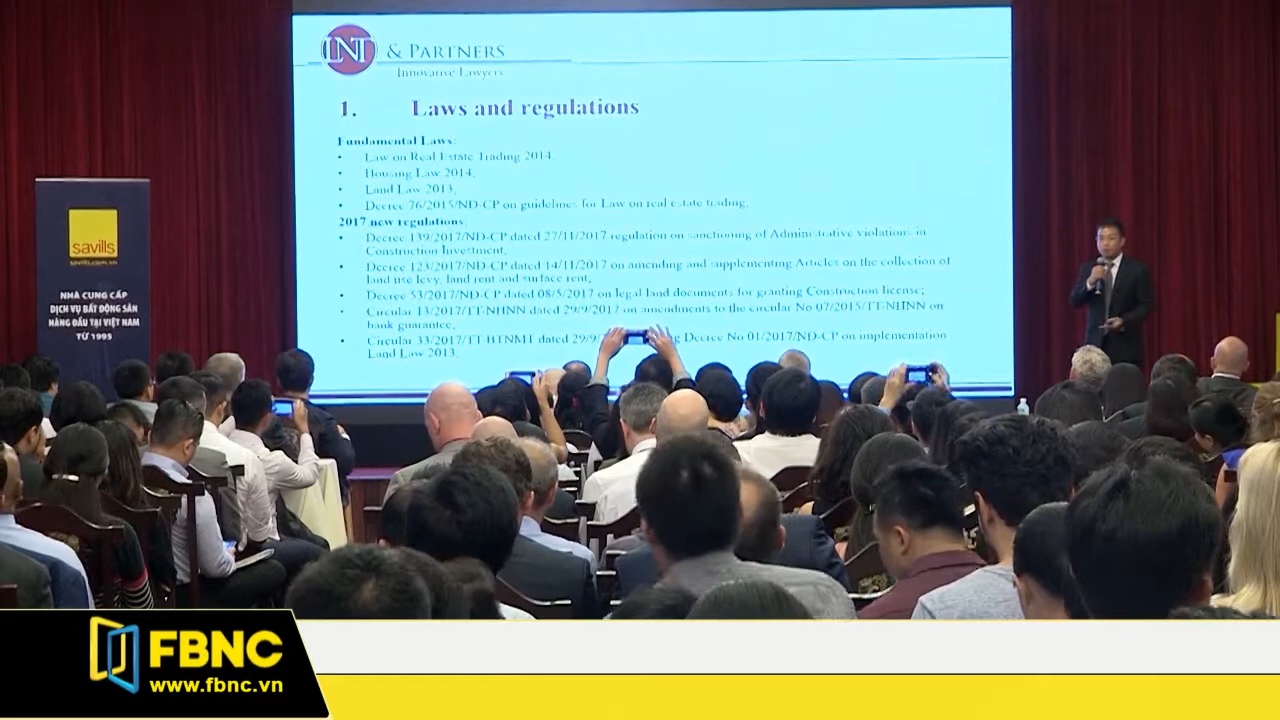 LNT & PARTNERS
Innovative Lawyers
1. Laws and regulations
Fundamental Laws:
• Law on Real Estate Trading 2014.
• Housing Law 2014,
• Land Law 2013,
• Decree 76/2015/NĐ-CP on guidelines for Law on real estate trading,
2017 new regulations:
• Decree 139/2017/NĐ-CP dated 27/11/2017 regulation on sanctioning of Administrative violations in
Construction Investment,
• Decree 123/2017/NĐ-CP dated 14/11/2017 on amending and supplementing Articles on the collection of
land use levy, land rent and surface rent,
• Decree 53/2017/NĐ-CP dated 08/5/2017 on legal land documents for granting Construction license;
• Circular 13/2017/TT-NHNN dated 29/9/2017 on amendments to the circular No 07/2015/TT-NHNN on
bank guarantee,
• Circular 33/2017/TT-BTNMT dated 29/9/ Decree No 01/2017/NĐ-CP on implementation
Land Law 2013.
savills
savills.com.vn
NHÀ CUNG CẤP
DỊCH VỤ BẤT ĐỘNG SẢN
HÀNG ĐẦU TẠI VIỆT NAM
TỪ 1995
FBNC
www.fbnc.vn